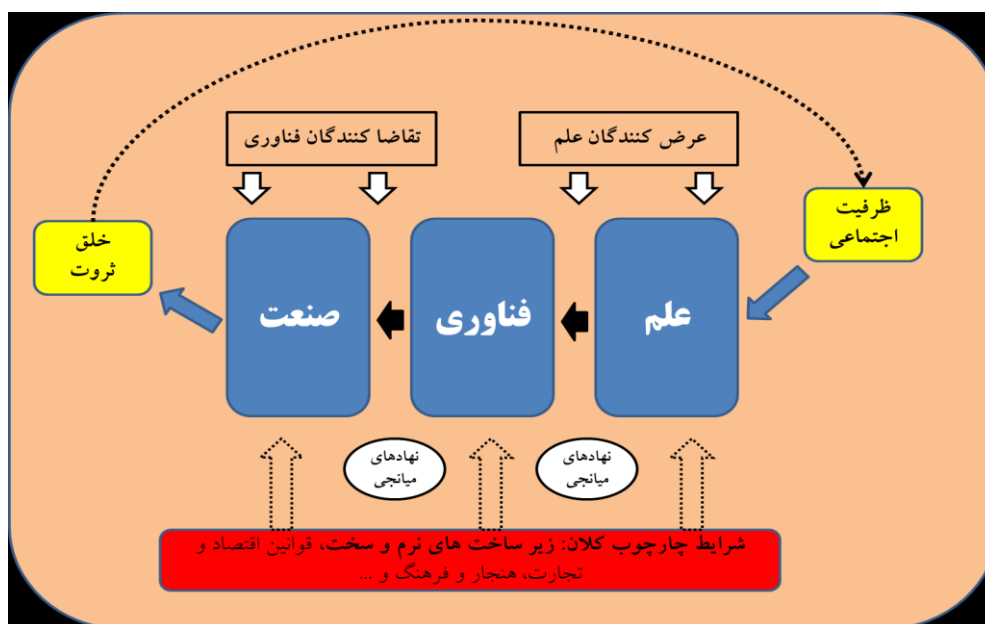 عرض کنندگان علم
تقاضا کنندگان فناوری
ظرفیت
اجتماعی
علم
فناوری
صنعت
خلق
ثروت
نهادهای
میانجی
نهادهای
میانجی
شرایط چارچوب کلان: زیر ساخت های نرم و سخت، قوانین اقتصاد و
تجارت، هنجار و فرهنگ و ...